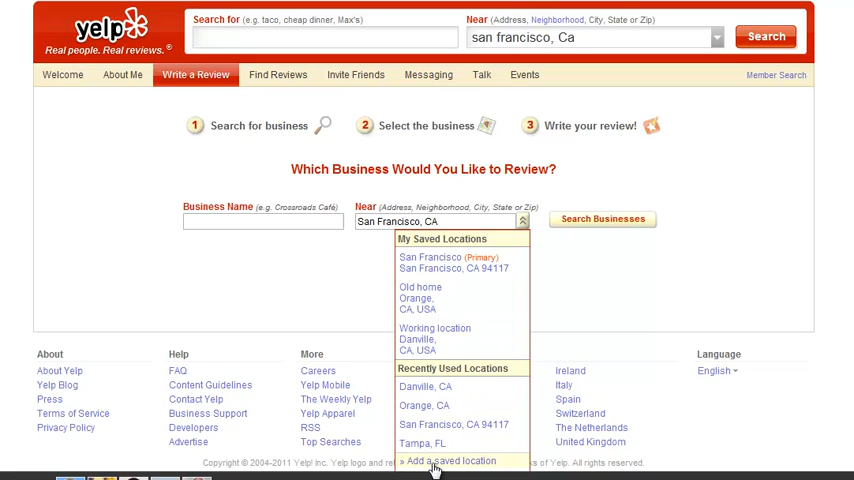 yelp
Real people. Real reviews.®
Search for (e.g. taco, cheap dinner, Max's)
Near (Address, Neighborhood, City, State or Zip)
san francisco, Ca
Search
Welcome
About Me
Write a Review
Find Reviews
Invite Friends
Messaging
Talk
Events
Member Search
1 Search for business
2 Select the business
3 Write your review!
Which Business Would You Like to Review?
Business Name (e.g. Crossroads Café)
Near (Address, Neighborhood, City, State or Zip)
San Francisco, CA
Search Businesses
My Saved Locations
San Francisco (Primary)
San Francisco, CA 94117
Old home
Orange,
CA, USA
Working location
Danville,
CA, USA
Recently Used Locations
Danville, CA
Orange, CA
San Francisco, CA 94117
Tampa, FL
» Add a saved location
About
About Yelp
Yelp Blog
Press
Terms of Service
Privacy Policy
Help
FAQ
Content Guidelines
Contact Yelp
Business Support
Developers
Advertise
More
Careers
Yelp Mobile
The Weekly Yelp
Yelp Apparel
RSS
Top Searches
Ireland
Italy
Spain
Switzerland
The Netherlands
United Kingdom
Language
English
Copyright © 2004-2011 Yelp! Inc. Yelp logo and
ks of Yelp. All rights reserved.